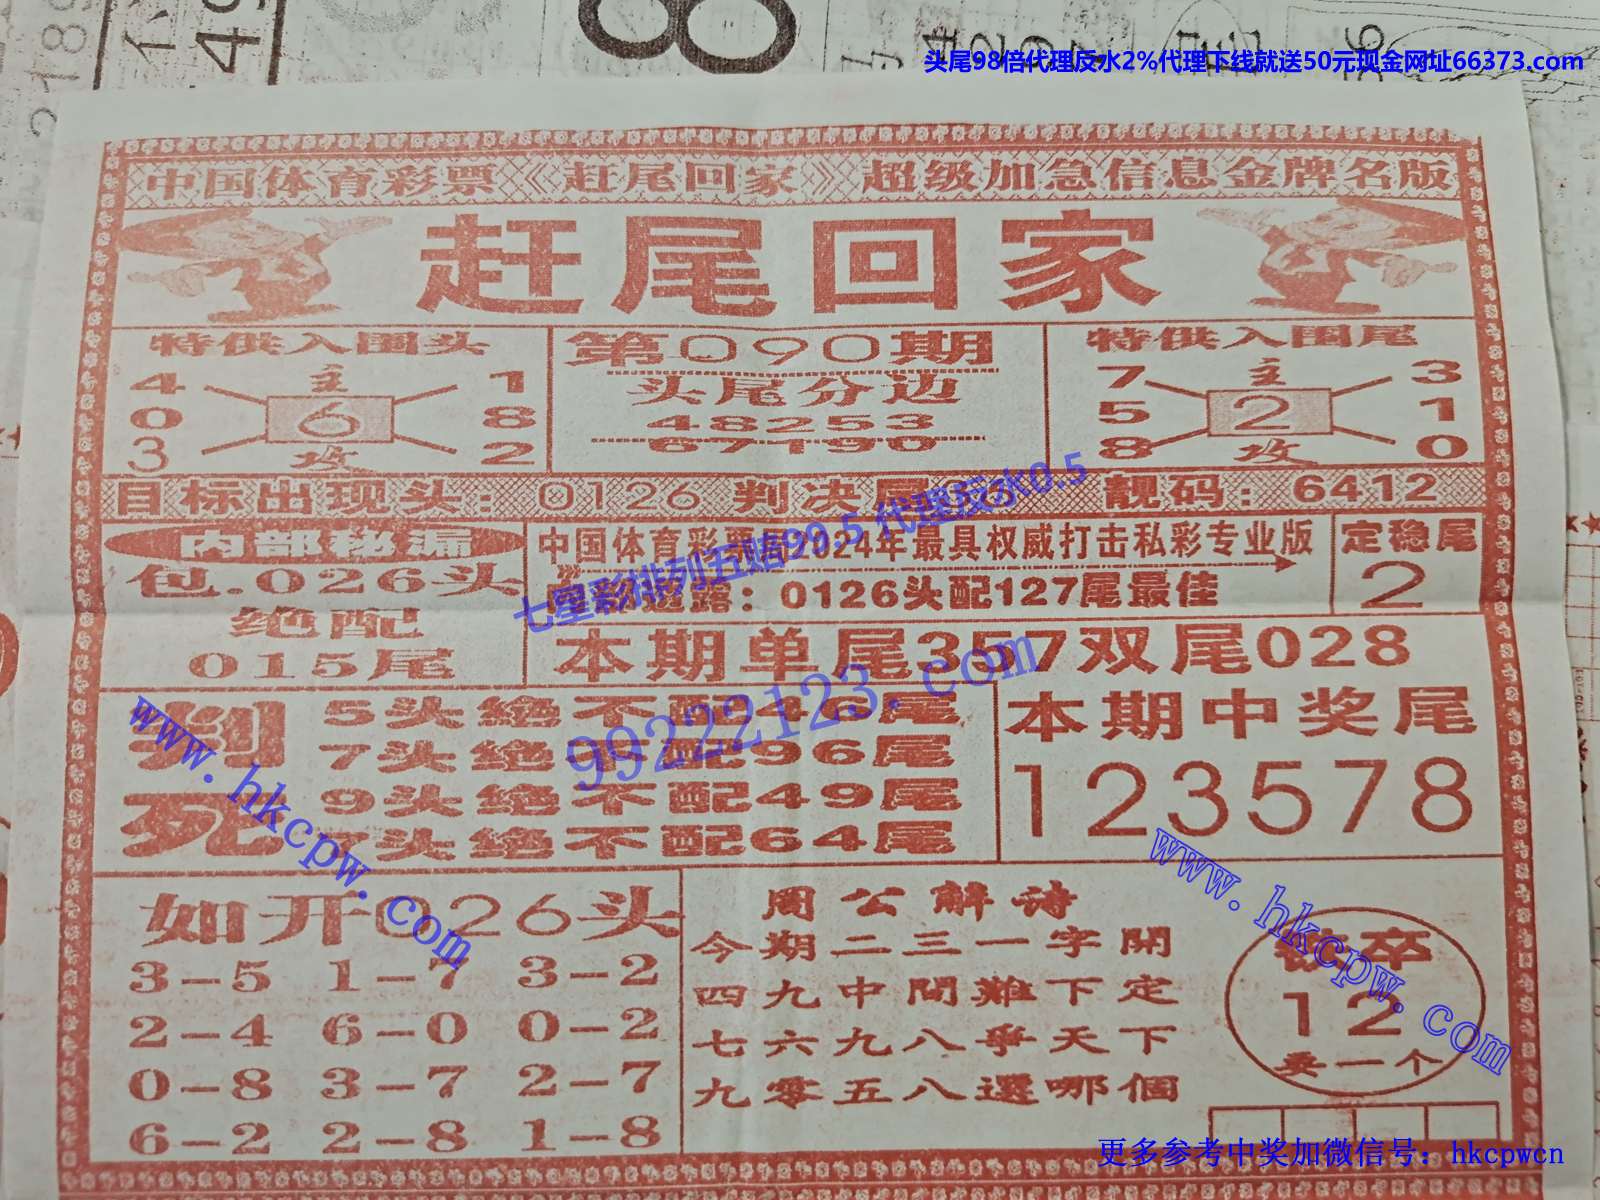 头尾98倍代理反水2%代理下线就送50元现金网址66373.com
中国体育彩票《赶尾回家》超级加急信息金牌名版
赶尾回家
特供入围头
4 主 1
0 6 8
3 攻 2
第090期
头尾分边
48253
67190
特供入围尾
7 主 3
5 2 1
8 攻 0
目标出现头：0126 判决尾 靓码：6412
内部秘漏
包.026头
绝配
015尾
中国体育彩票2024年最具权威打击私彩专业版
透露：0126头配127尾最佳
定稳尾
2
七星彩排列五赔99.5 代理反水0.5
本期单尾357双尾028
判死
5头绝不配046尾
7头绝不配96尾
9头绝不配49尾
头绝不配64尾
99222123.com
本期中奖尾
123578
www.hkcpw.com
www.hkcpw.com
如开026头
3-5 1-7 3-2
2-4 6-0 0-2
0-8 3-7 2-7
6-2 2-8 1-8
周公解诗
今期二三一字開
四九中間難下定
七六九八爭天下
九零五八選哪個
卒
12
卖一个
更多参考中奖加微信号：hkcpwcn